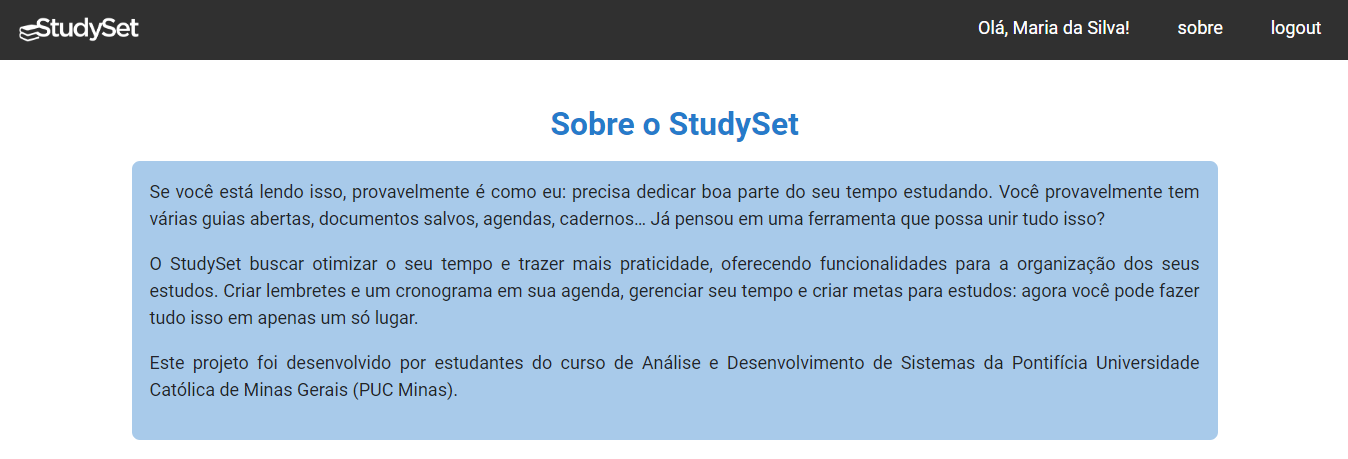 StudySet
Olá, Maria da Silva!
sobre
logout
Sobre o StudySet
Se você está lendo isso, provavelmente é como eu: precisa dedicar boa parte do seu tempo estudando. Você provavelmente tem
várias guias abertas, documentos salvos, agendas, cadernos... Já pensou em uma ferramenta que possa unir tudo isso?
O StudySet buscar otimizar o seu tempo e trazer mais praticidade, oferecendo funcionalidades para a organização dos seus
estudos. Criar lembretes e um cronograma em sua agenda, gerenciar seu tempo e criar metas para estudos: agora você pode fazer
tudo isso em apenas um só lugar.
Este projeto foi desenvolvido por estudantes do curso de Análise e Desenvolvimento de Sistemas da Pontifícia Universidade
Católica de Minas Gerais (PUC Minas).